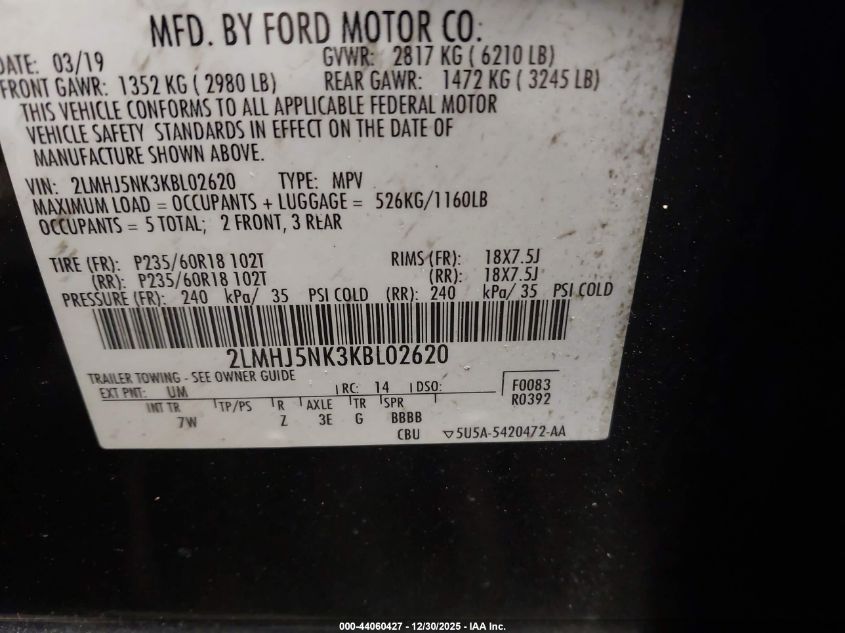 MFD. BY FORD MOTOR CO:
DATE: 03/19 GVWR: 2817 KG ( 6210 LB)
FRONT GAWR: 1352 KG ( 2980 LB) REAR GAWR: 1472 KG ( 3245 LB)
THIS VEHICLE CONFORMS TO ALL APPLICABLE FEDERAL MOTOR
VEHICLE SAFETY STANDARDS IN EFFECT ON THE DATE OF
MANUFACTURE SHOWN ABOVE.
VIN: 2LMHJ5NK3KBL02620 TYPE: MPV
MAXIMUM LOAD = OCCUPANTS + LUGGAGE = 526KG/1160LB
OCCUPANTS = 5 TOTAL; 2 FRONT, 3 REAR
TIRE (FR): P235/60R18 102T RIMS (FR): 18X7.5J
(RR): P235/60R18 102T (RR): 18X7.5J
PRESSURE (FR): 240 kPa/ 35 PSI COLD (RR): 240 kPa/ 35 PSI COLD
2LMHJ5NK3KBL02620
TRAILER TOWING - SEE OWNER GUIDE
EXT PNT: UM RC: 14 DSO: F0083
INT TR TP/PS R AXLE TR SPR R0392
7W Z 3E G BBBB
CBU ▽5U5A-5420472-AA
000-44060427 - 12/30/2025 - IAA Inc.